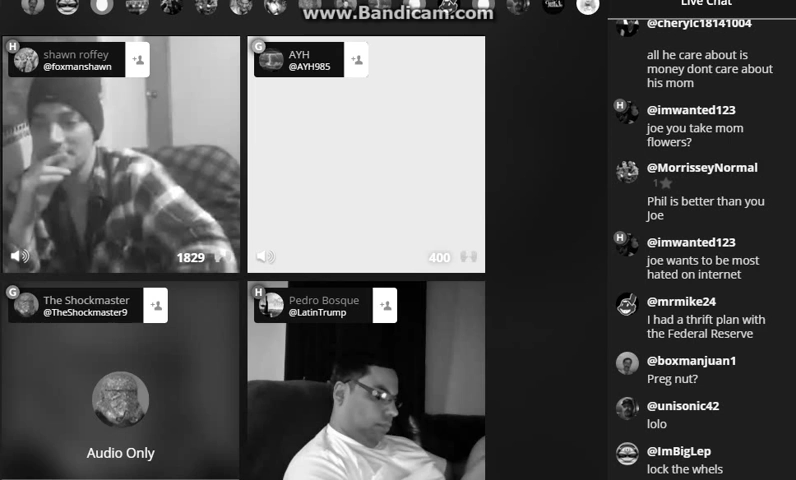 www.Bandicam.com
Live Chat
H
shawn roffey
@foxmanshawn
1829
G
AYH
@AYH985
400
G
The Shockmaster
@TheShockmaster9
Audio Only
H
Pedro Bosque
@LatinTrump
@cherylc18141004
all he care about is
money dont care about
his mom
H
@imwanted123
joe you take mom
flowers?
@MorrisseyNormal
1
Phil is better than you
Joe
H
@imwanted123
joe wants to be most
hated on internet
@mrmike24
I had a thrift plan with
the Federal Reserve
@boxmanjuan1
Preg nut?
@unisonic42
lolo
@ImBigLep
lock the whels